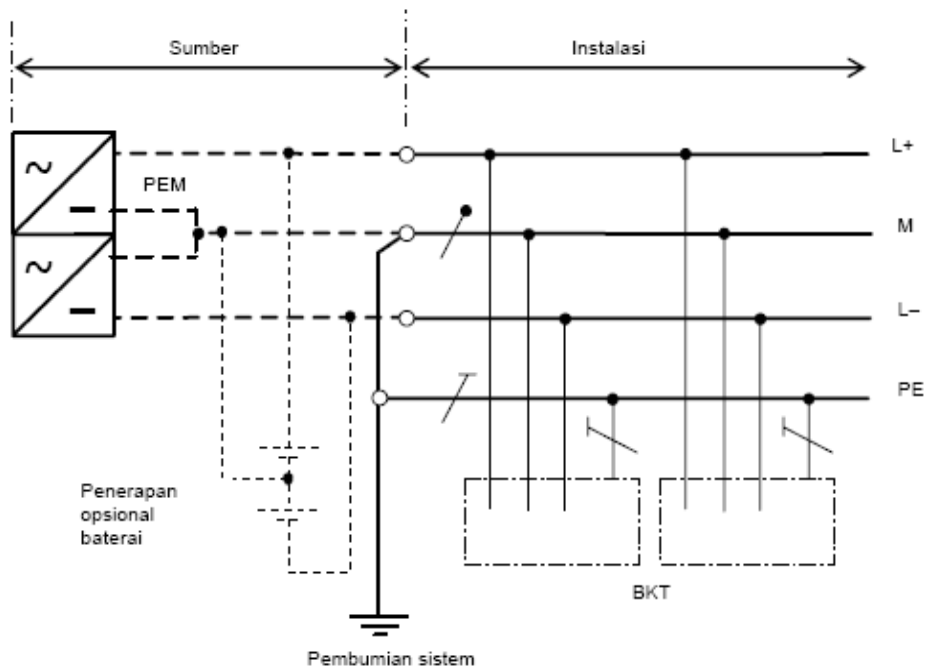 Sumber
Instalasi
L+
PEM
M
L–
PE
Penerapan
opsional
baterai
BKT
Pembumian sistem